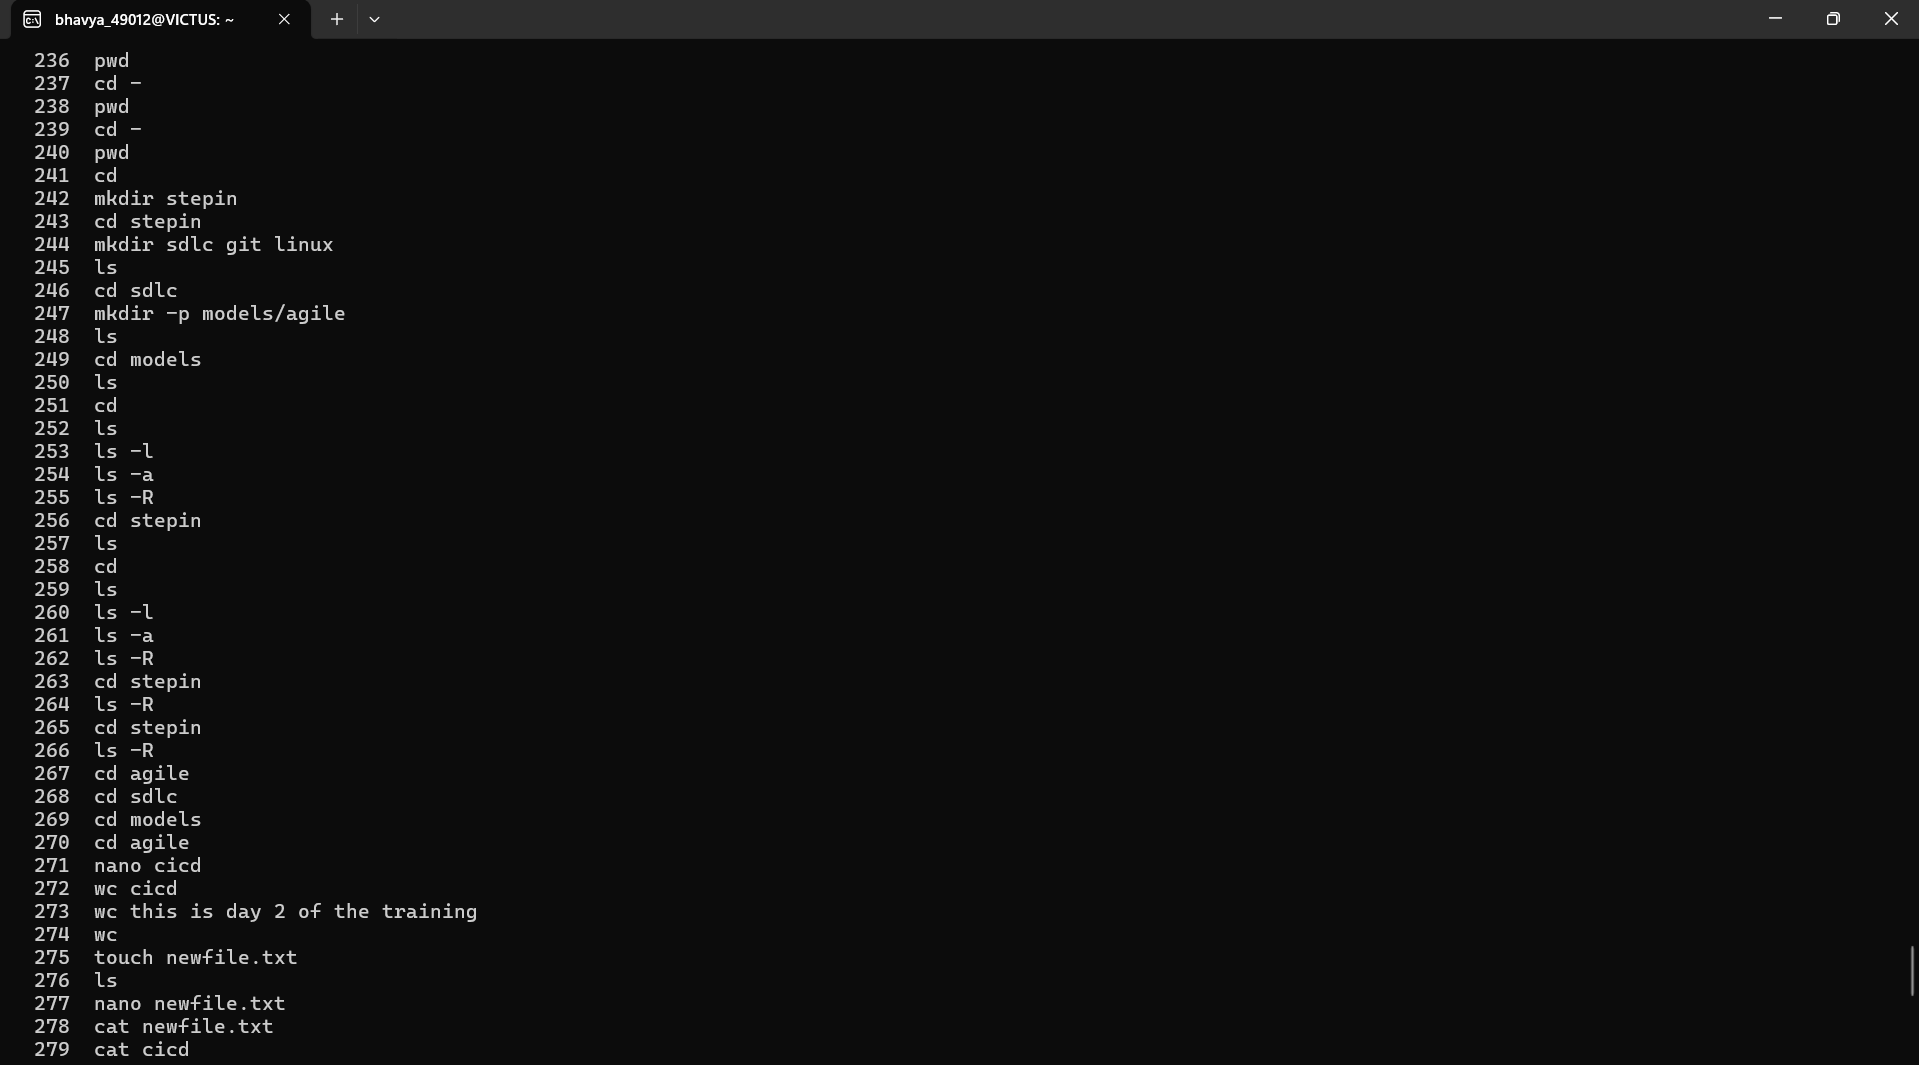 bhavya_49012@VICTUS: ~
236 pwd
237 cd -
238 pwd
239 cd -
240 pwd
241 cd
242 mkdir stepin
243 cd stepin
244 mkdir sdlc git linux
245 ls
246 cd sdlc
247 mkdir -p models/agile
248 ls
249 cd models
250 ls
251 cd
252 ls
253 ls -l
254 ls -a
255 ls -R
256 cd stepin
257 ls
258 cd
259 ls
260 ls -l
261 ls -a
262 ls -R
263 cd stepin
264 ls -R
265 cd stepin
266 ls -R
267 cd agile
268 cd sdlc
269 cd models
270 cd agile
271 nano cicd
272 wc cicd
273 wc this is day 2 of the training
274 wc
275 touch newfile.txt
276 ls
277 nano newfile.txt
278 cat newfile.txt
279 cat cicd